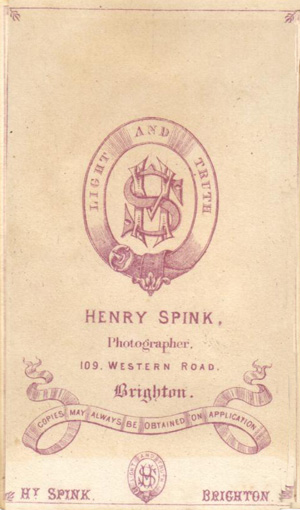 LIGHT AND TRUTH
HS
HENRY SPINK,
Photographer.
109, WESTERN ROAD.
Brighton.
COPIES MAY ALWAYS BE OBTAINED ON APPLICATION
HY SPINK.
HS
BRIGHTON.